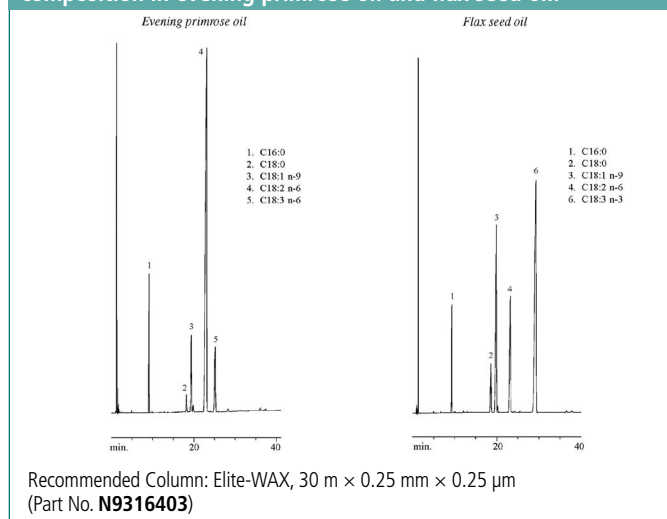 composition in evening primrose oil and flax seed oil.
Evening primrose oil
Flax seed oil
4
1. C16:0
2. C18:0
3. C18:1 n-9
4. C18:2 n-6
5. C18:3 n-6
1
3
5
2
min.
20
40
1. C16:0
2. C18:0
3. C18:1 n-9
4. C18:2 n-6
6. C18:3 n-3
6
3
4
1
2
min.
20
40
Recommended Column: Elite-WAX, 30 m × 0.25 mm × 0.25 μm
(Part No. N9316403)